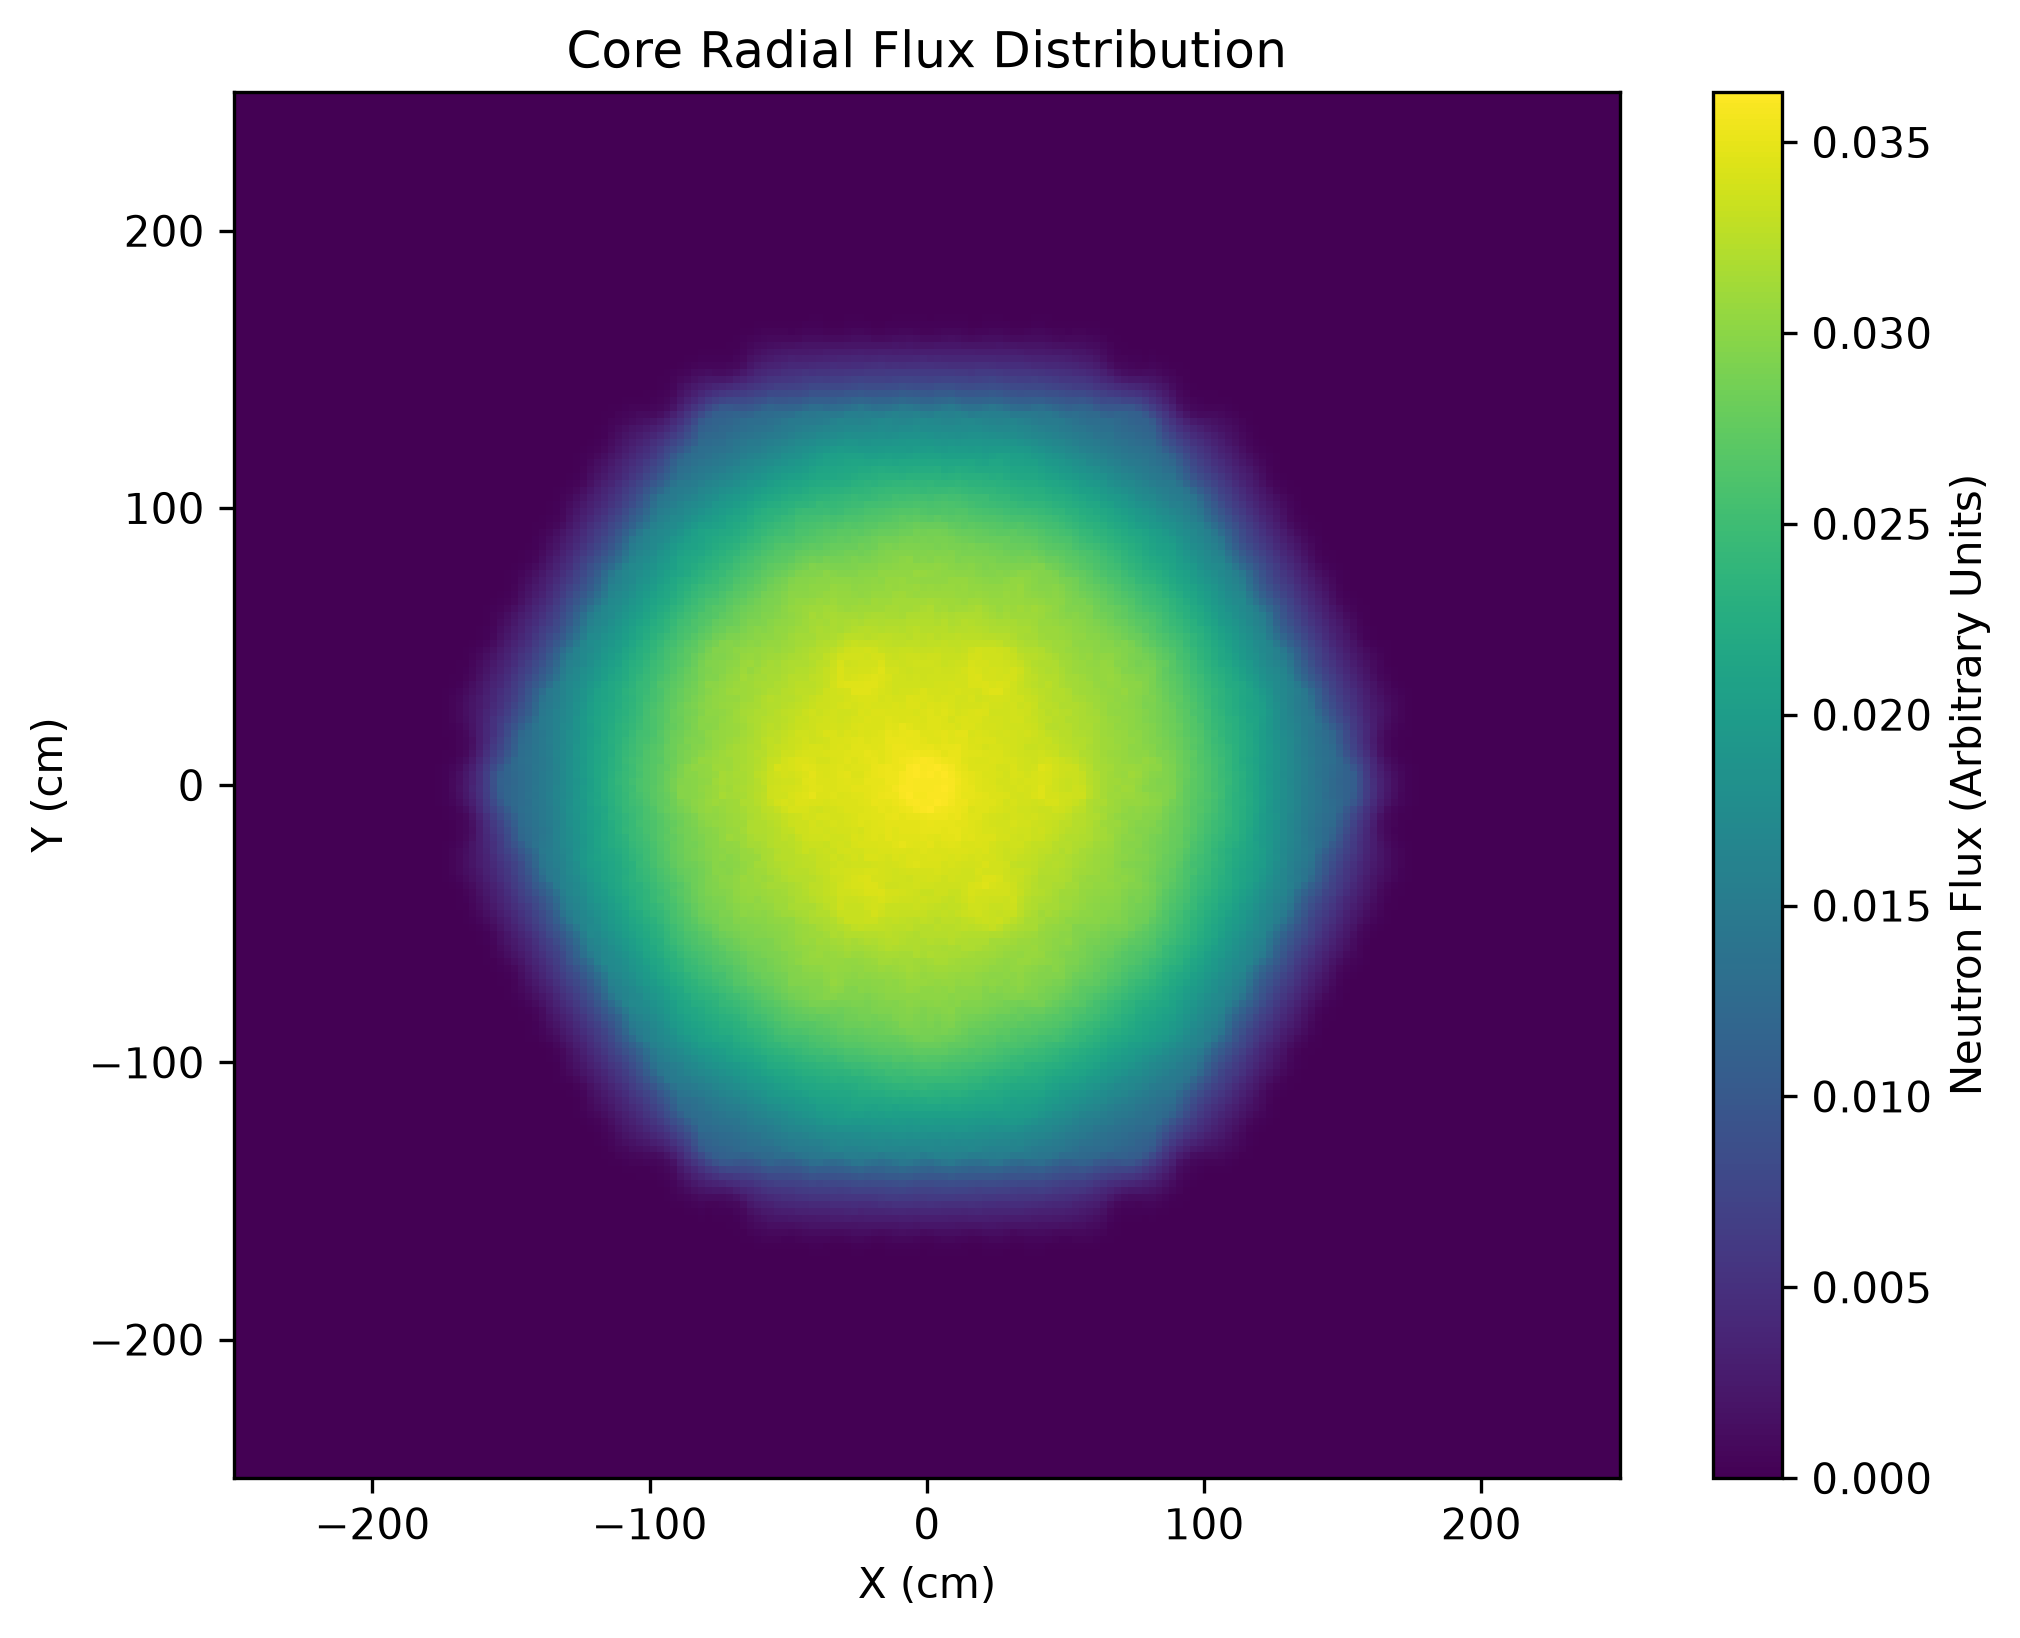 Core Radial Flux Distribution
200
100
0
−100
−200
Y (cm)
−200 −100 0 100 200
X (cm)
0.035
0.030
0.025
0.020
0.015
0.010
0.005
0.000
Neutron Flux (Arbitrary Units)